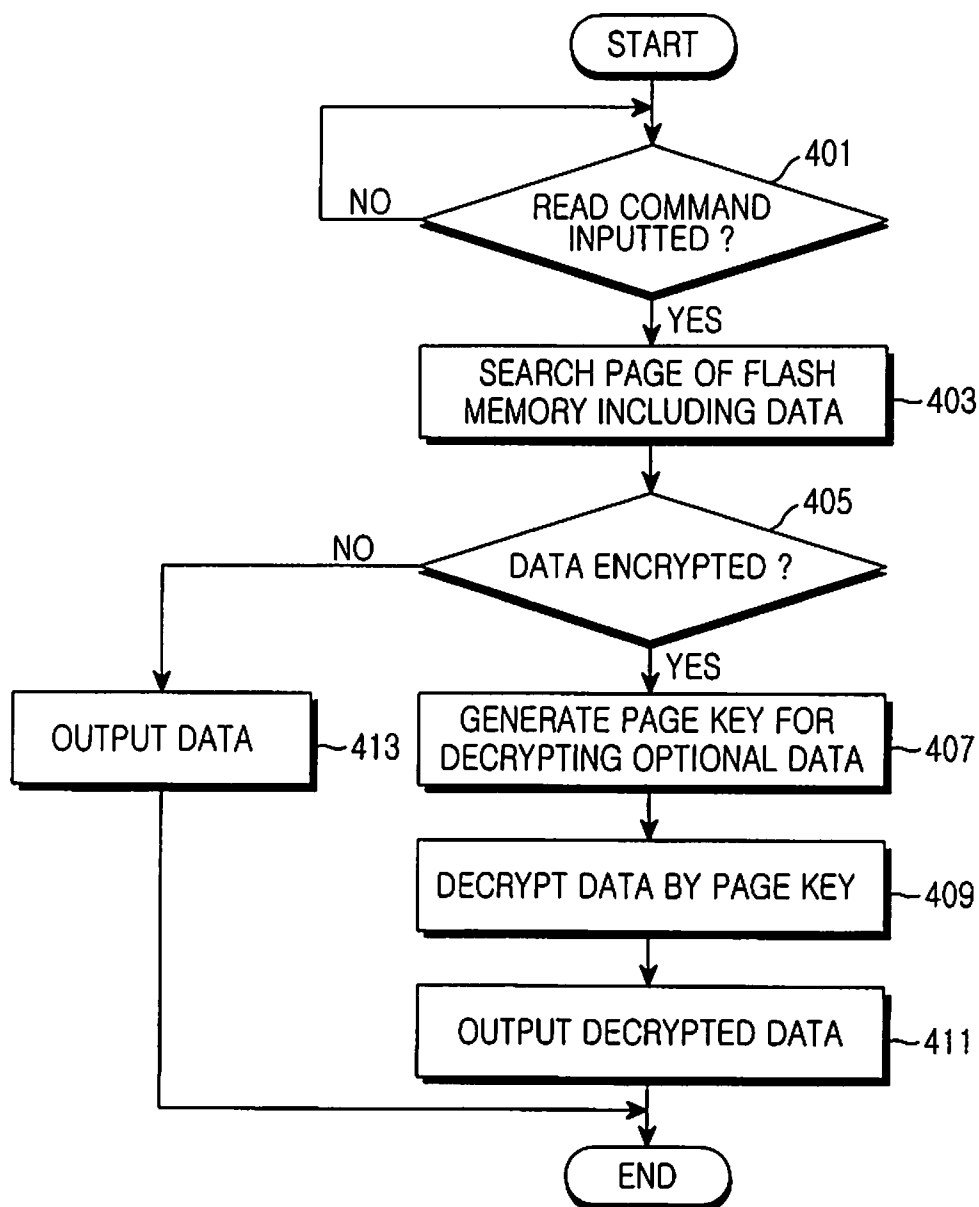 START
401
READ COMMAND
INPUTTED ?
NO
YES
SEARCH PAGE OF FLASH
MEMORY INCLUDING DATA
403
405
DATA ENCRYPTED ?
NO
YES
OUTPUT DATA
413
GENERATE PAGE KEY FOR
DECRYPTING OPTIONAL DATA
407
DECRYPT DATA BY PAGE KEY
409
OUTPUT DECRYPTED DATA
411
END